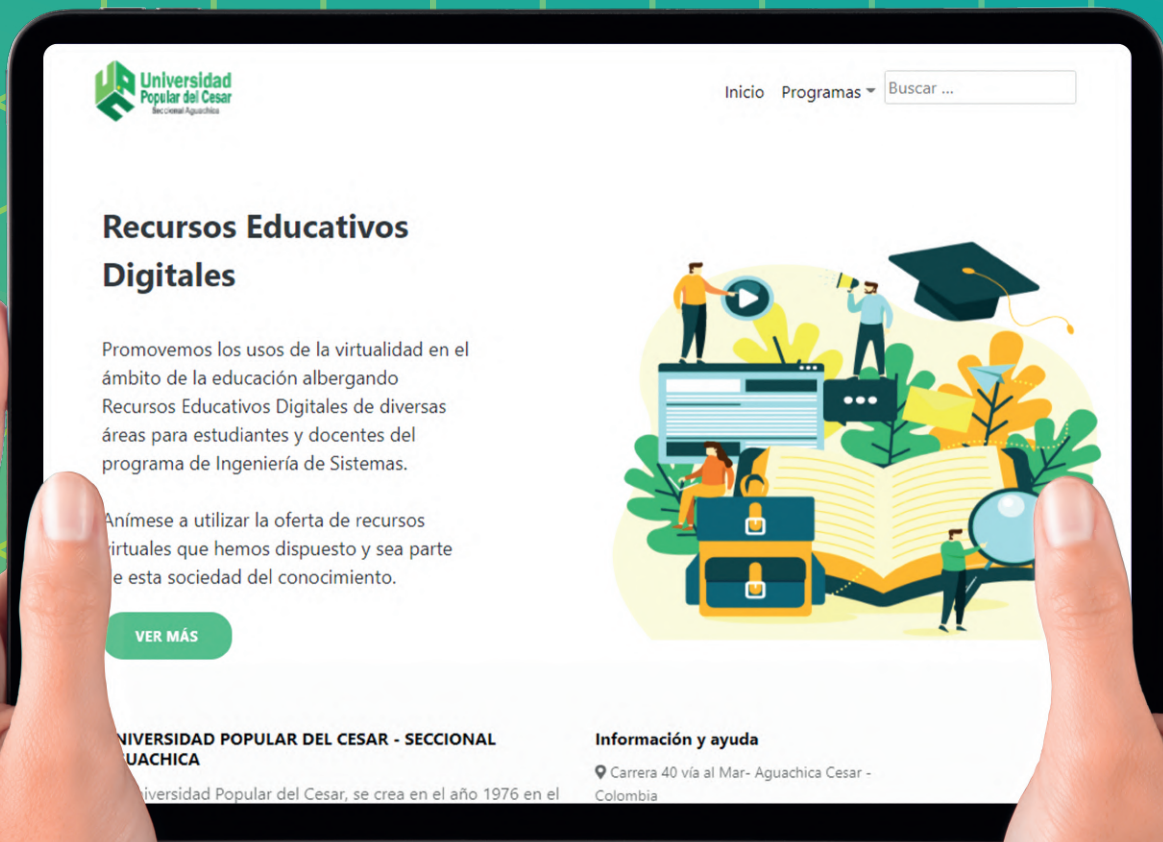 Universidad
Popular del Cesar
Seccional Aguachica
Inicio Programas Buscar ...
Recursos Educativos
Digitales
Promovemos los usos de la virtualidad en el
ámbito de la educación albergando
Recursos Educativos Digitales de diversas
áreas para estudiantes y docentes del
programa de Ingeniería de Sistemas.
Anímese a utilizar la oferta de recursos
irtuales que hemos dispuesto y sea parte
e esta sociedad del conocimiento.
VER MÁS
NIVERSIDAD POPULAR DEL CESAR - SECCIONAL
UACHICA
iversidad Popular del Cesar, se crea en el año 1976 en el
Información y ayuda
Carrera 40 vía al Mar- Aguachica Cesar -
Colombia